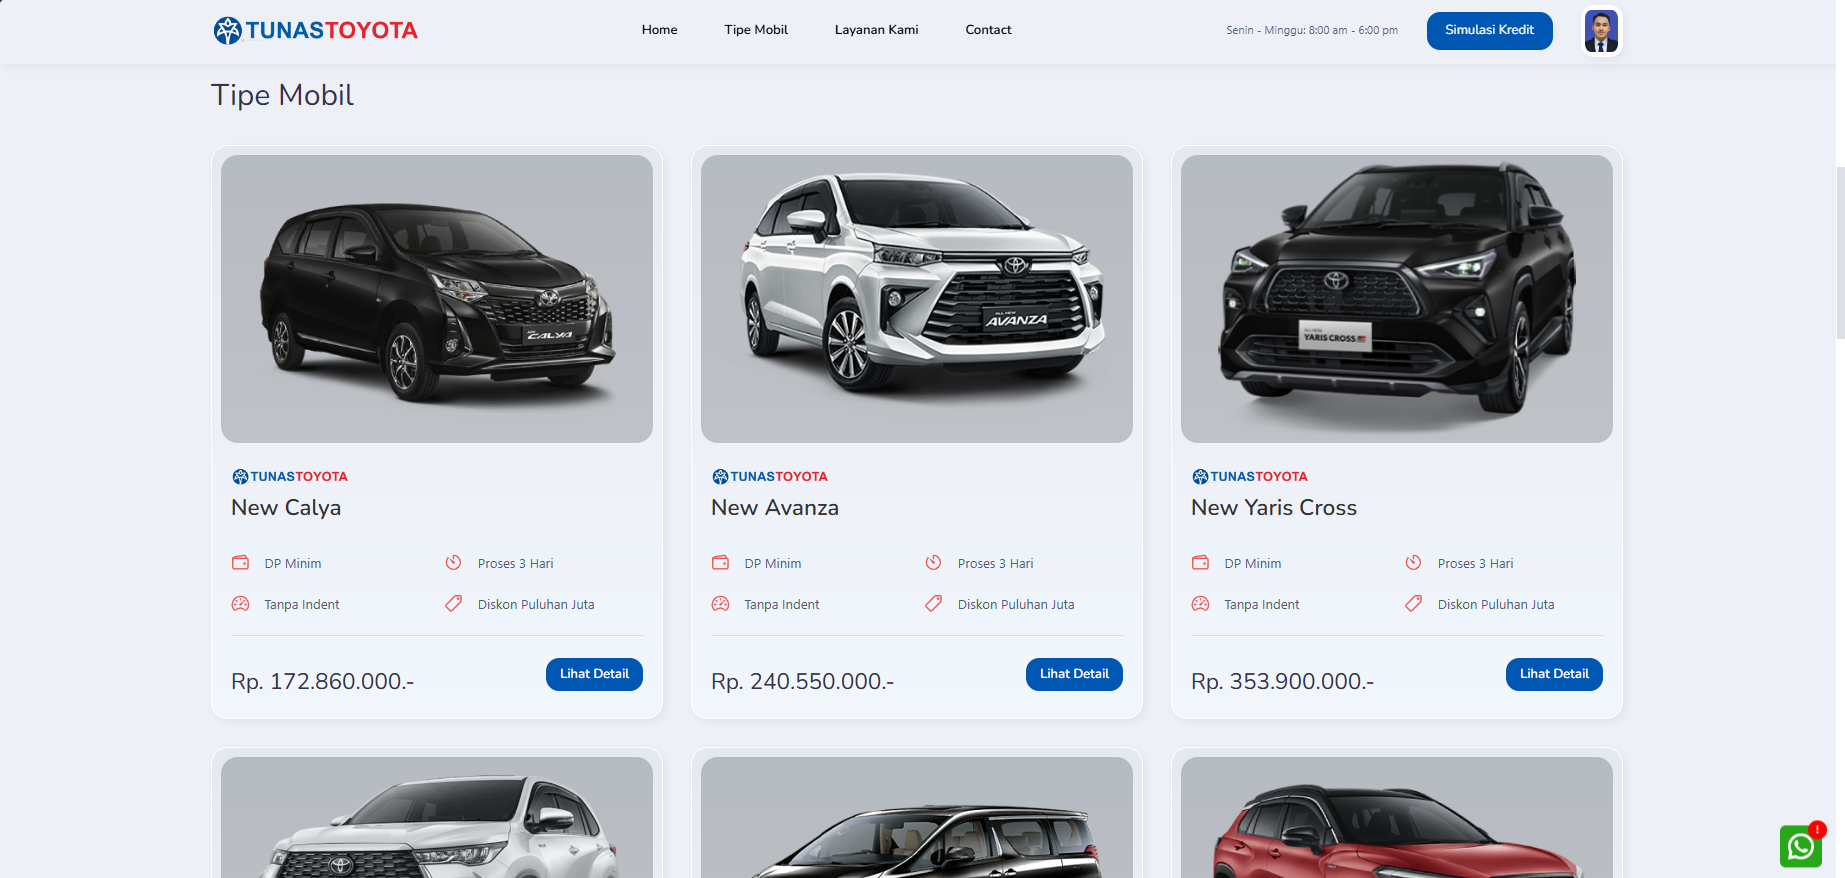 TUNASTOYOTA
Home
Tipe Mobil
Layanan Kami
Contact
Senin - Minggu: 8:00 am - 6:00 pm
Simulasi Kredit
Tipe Mobil
CALYA
ALL NEW
AVANZA
ALL NEW
YARIS CROSS
TUNASTOYOTA
New Calya
DP Minim
Proses 3 Hari
Tanpa Indent
Diskon Puluhan Juta
Rp. 172.860.000.-
Lihat Detail
TUNASTOYOTA
New Avanza
DP Minim
Proses 3 Hari
Tanpa Indent
Diskon Puluhan Juta
Rp. 240.550.000.-
Lihat Detail
TUNASTOYOTA
New Yaris Cross
DP Minim
Proses 3 Hari
Tanpa Indent
Diskon Puluhan Juta
Rp. 353.900.000.-
Lihat Detail
!